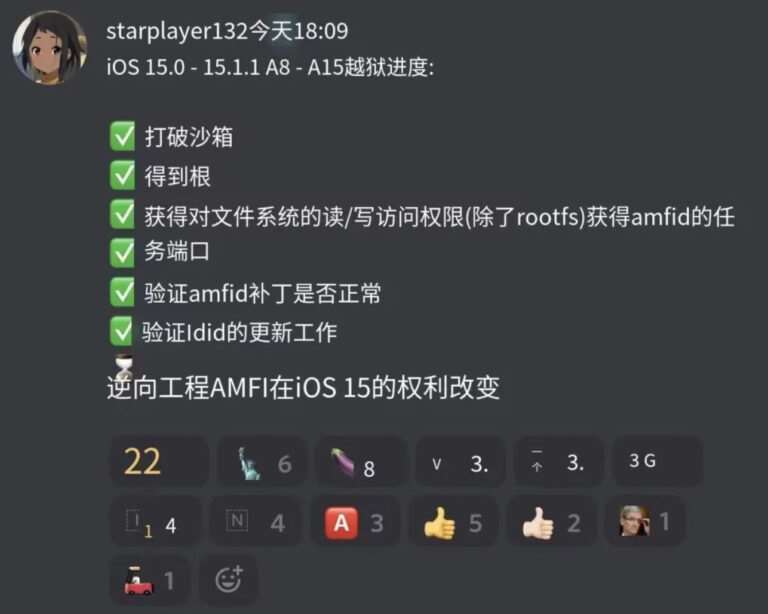 starplayer132今天18:09
iOS 15.0 - 15.1.1 A8 - A15越狱进度:
打破沙箱
得到根
获得对文件系统的读/写访问权限(除了rootfs)获得amfid的任
务端口
验证amfid补丁是否正常
验证Idid的更新工作
逆向工程AMFI在iOS 15的权利改变
22 6 8 V 3. 3. 3 G
I 1 4 N 4 A 3 5 2 1
1